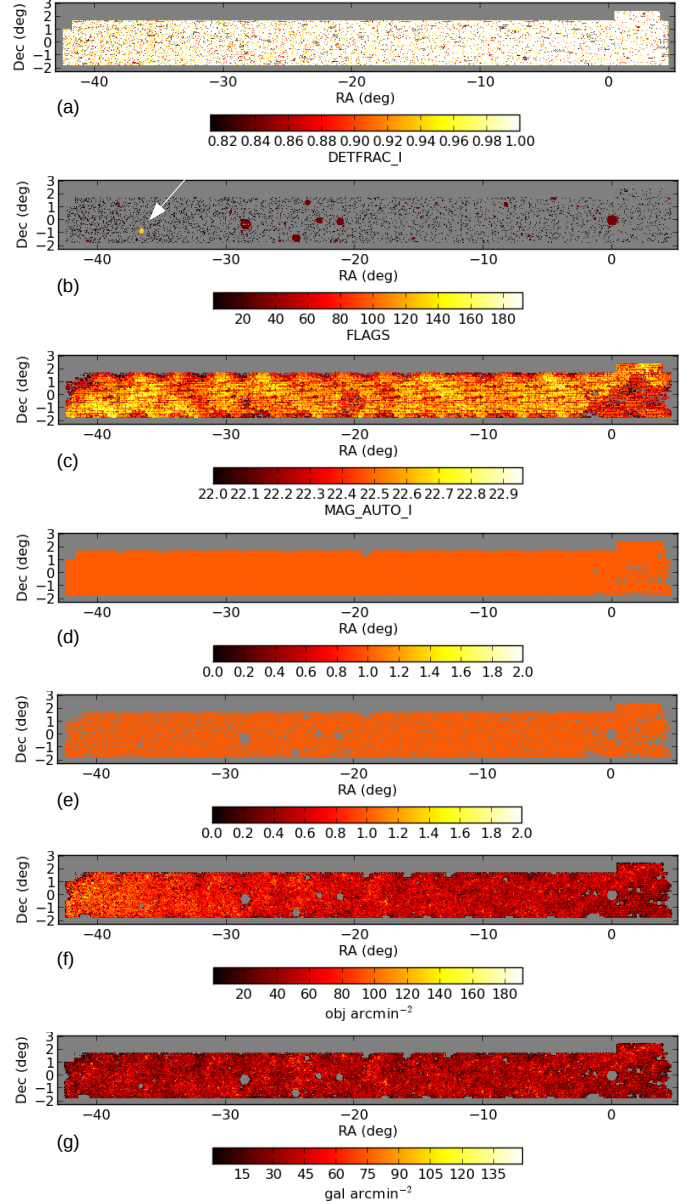 3
2
1
0
−1
−2
Dec (deg)
−40 −30 −20 −10 0
RA (deg)
(a)
0.82 0.84 0.86 0.88 0.90 0.92 0.94 0.96 0.98 1.00
DETFRAC_I
3
2
1
0
−1
−2
Dec (deg)
−40 −30 −20 −10 0
RA (deg)
(b)
20 40 60 80 100 120 140 160 180
FLAGS
3
2
1
0
−1
−2
Dec (deg)
−40 −30 −20 −10 0
RA (deg)
(c)
22.0 22.1 22.2 22.3 22.4 22.5 22.6 22.7 22.8 22.9
MAG_AUTO_I
3
2
1
0
−1
−2
Dec (deg)
−40 −30 −20 −10 0
RA (deg)
(d)
0.0 0.2 0.4 0.6 0.8 1.0 1.2 1.4 1.6 1.8 2.0
3
2
1
0
−1
−2
Dec (deg)
−40 −30 −20 −10 0
RA (deg)
(e)
0.0 0.2 0.4 0.6 0.8 1.0 1.2 1.4 1.6 1.8 2.0
3
2
1
0
−1
−2
Dec (deg)
−40 −30 −20 −10 0
RA (deg)
(f)
20 40 60 80 100 120 140 160 180
obj arcmin⁻²
3
2
1
0
−1
−2
Dec (deg)
−40 −30 −20 −10 0
RA (deg)
(g)
15 30 45 60 75 90 105 120 135
gal arcmin⁻²